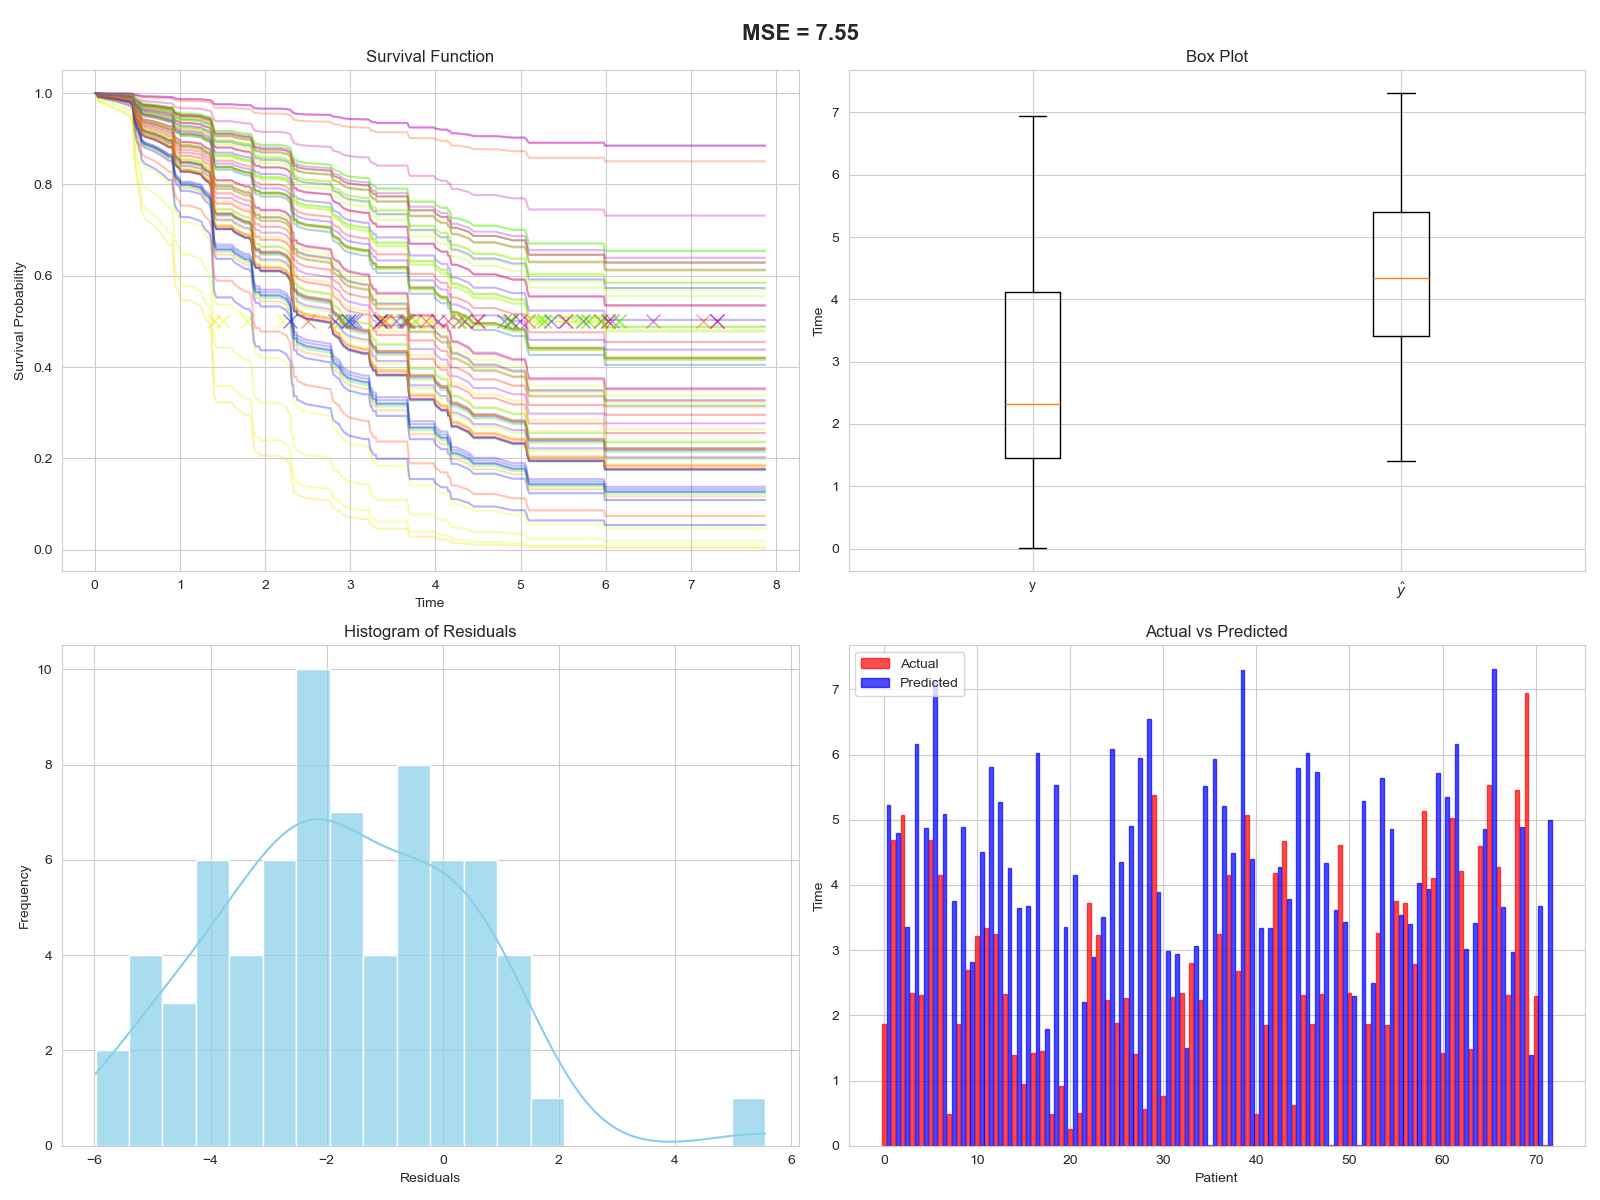 MSE = 7.55
Survival Function
Survival Probability
1.0
0.8
0.6
0.4
0.2
0.0
0 1 2 3 4 5 6 7 8
Time
Box Plot
Time
7
6
5
4
3
2
1
0
y ŷ
Histogram of Residuals
Frequency
10
8
6
4
2
0
−6 −4 −2 0 2 4 6
Residuals
Actual vs Predicted
Actual
Predicted
Time
7
6
5
4
3
2
1
0
0 10 20 30 40 50 60 70
Patient